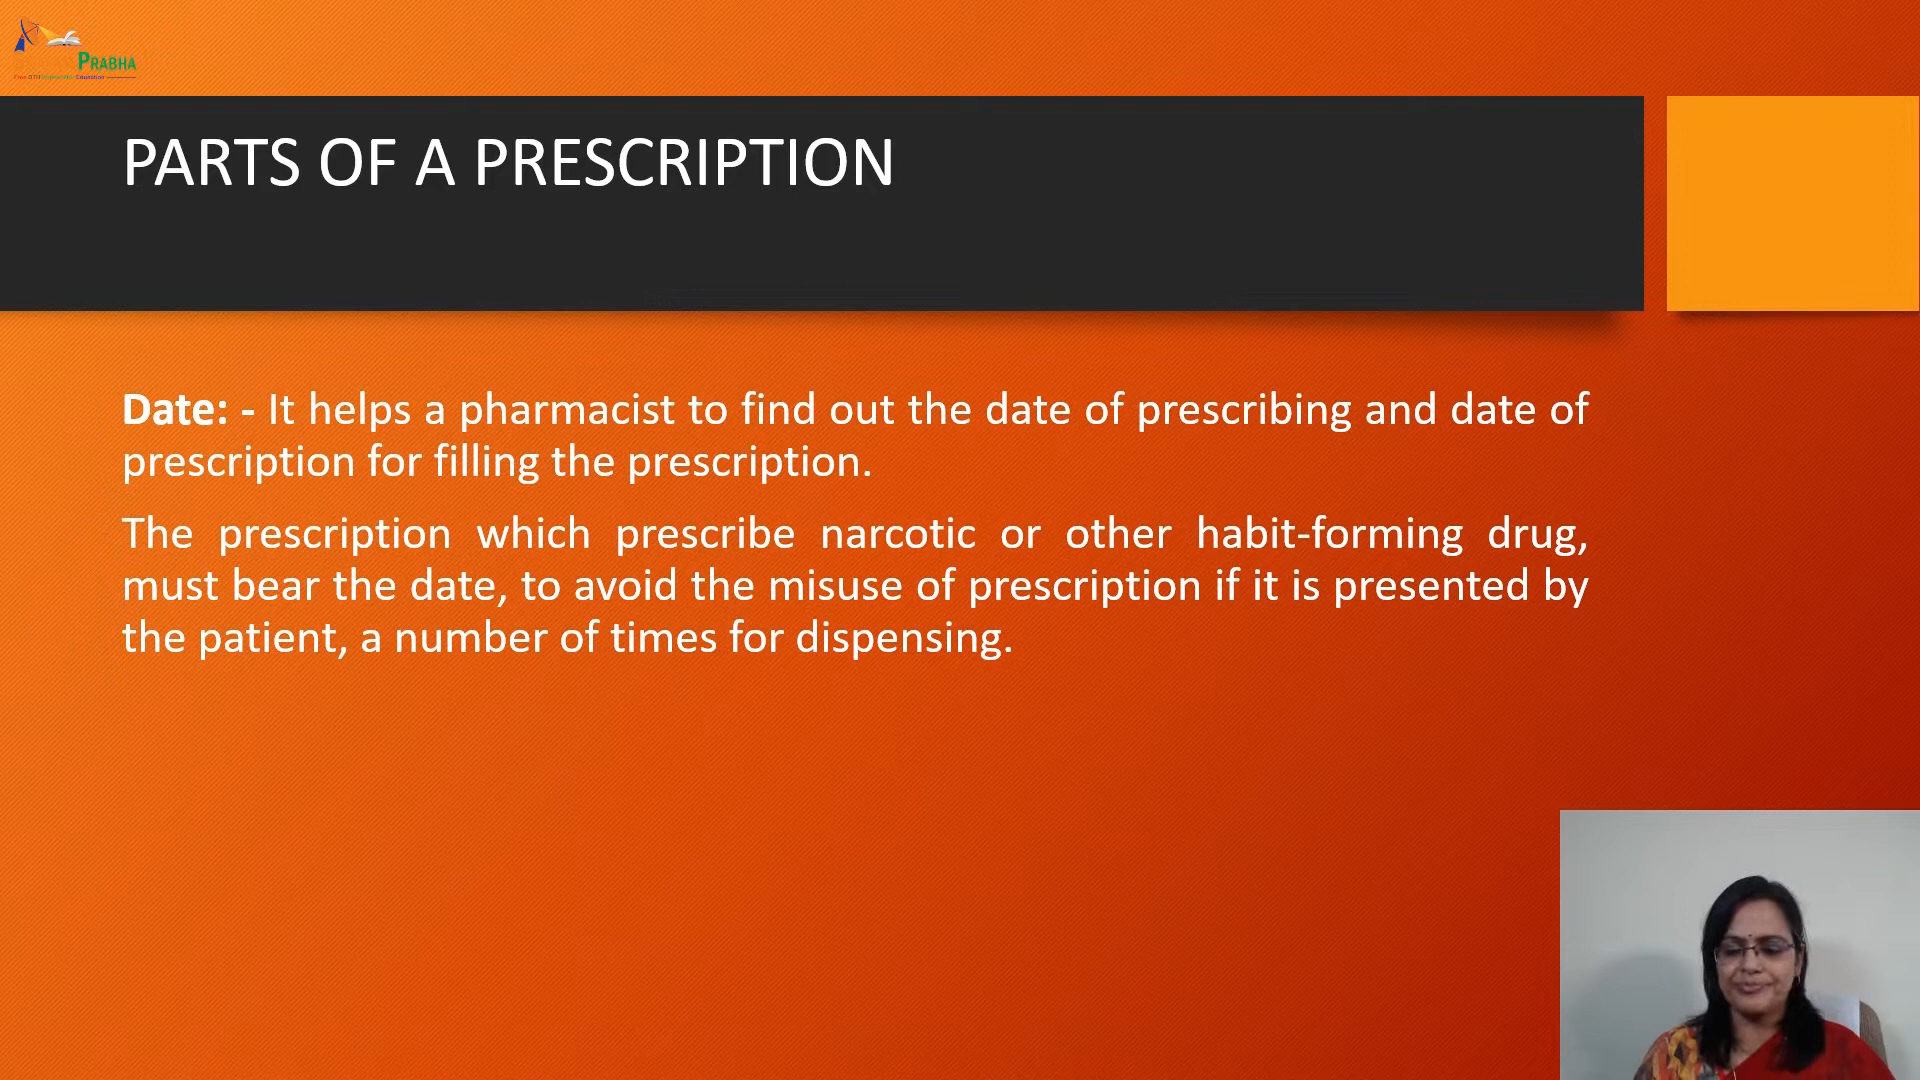 PRABHA
PARTS OF A PRESCRIPTION
Date: - It helps a pharmacist to find out the date of prescribing and date of
prescription for filling the prescription.
The prescription which prescribe narcotic or other habit-forming drug,
must bear the date, to avoid the misuse of prescription if it is presented by
the patient, a number of times for dispensing.